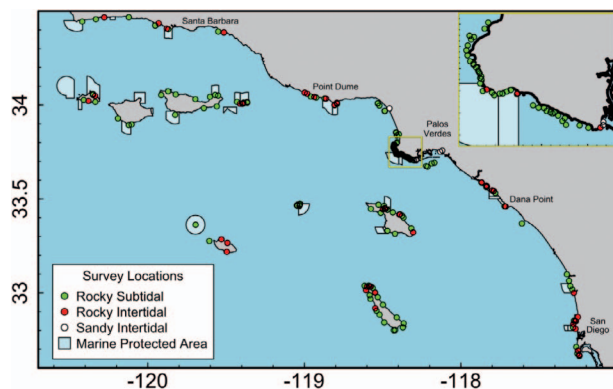 Santa Barbara
Point Dume
Palos
Verdes
Dana Point
San
Diego
34
33.5
33
Survey Locations
Rocky Subtidal
Rocky Intertidal
Sandy Intertidal
Marine Protected Area
-120
-119
-118